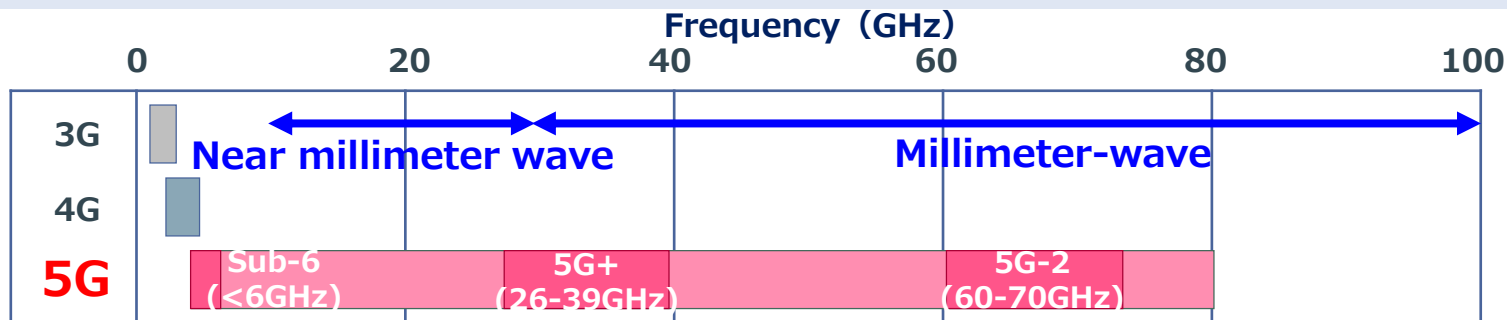 Frequency（GHz）
0 20 40 60 80 100
3G
Near millimeter wave Millimeter-wave
4G
5G
Sub-6 5G+ 5G-2
(<6GHz) (26-39GHz) (60-70GHz)